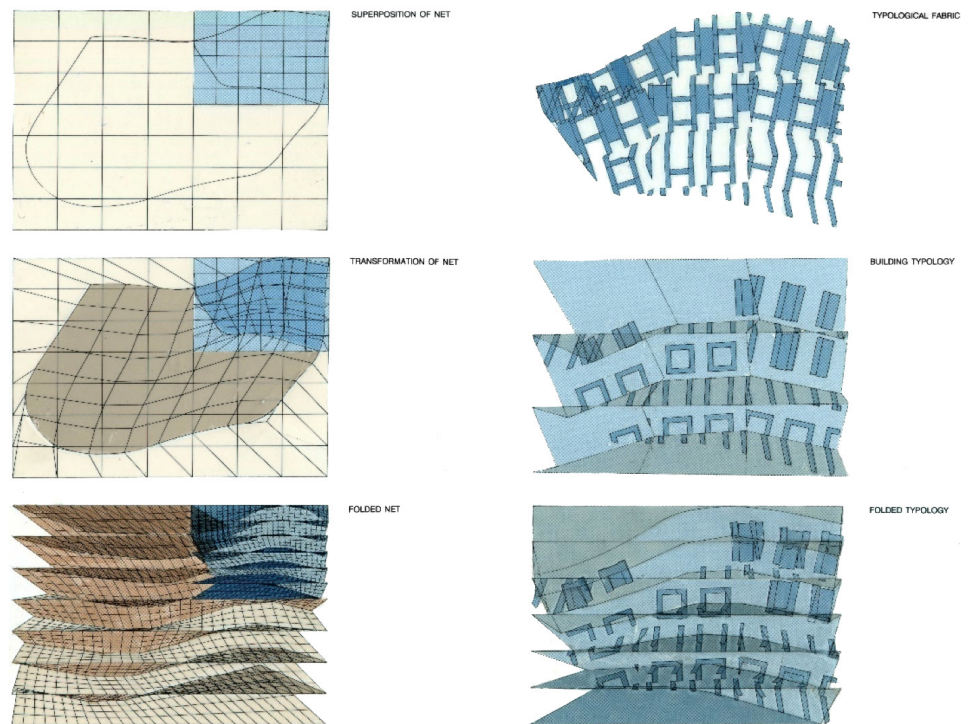 SUPERPOSITION OF NET
TYPOLOGICAL FABRIC
TRANSFORMATION OF NET
BUILDING TYPOLOGY
FOLDED NET
FOLDED TYPOLOGY